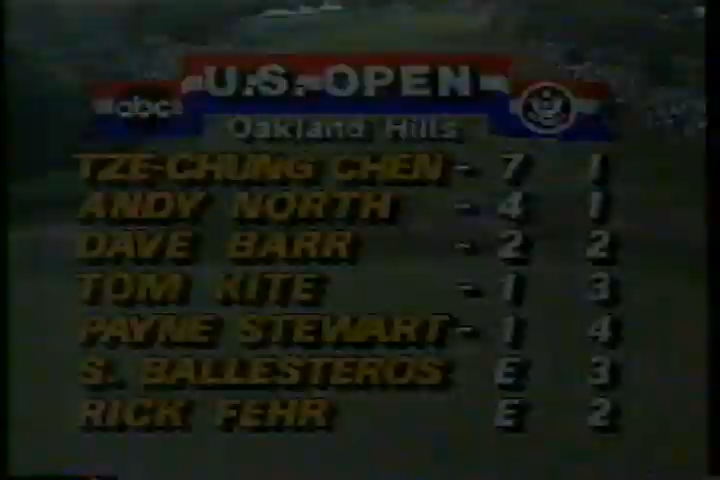 U.S. OPEN
abc
Oakland Hills
TZE-CHUNG CHEN - 7 1
ANDY NORTH - 4 1
DAVE BARR - 2 2
TOM KITE - 1 3
PAYNE STEWART - 1 4
S. BALLESTEROS E 3
RICK FEHR E 2